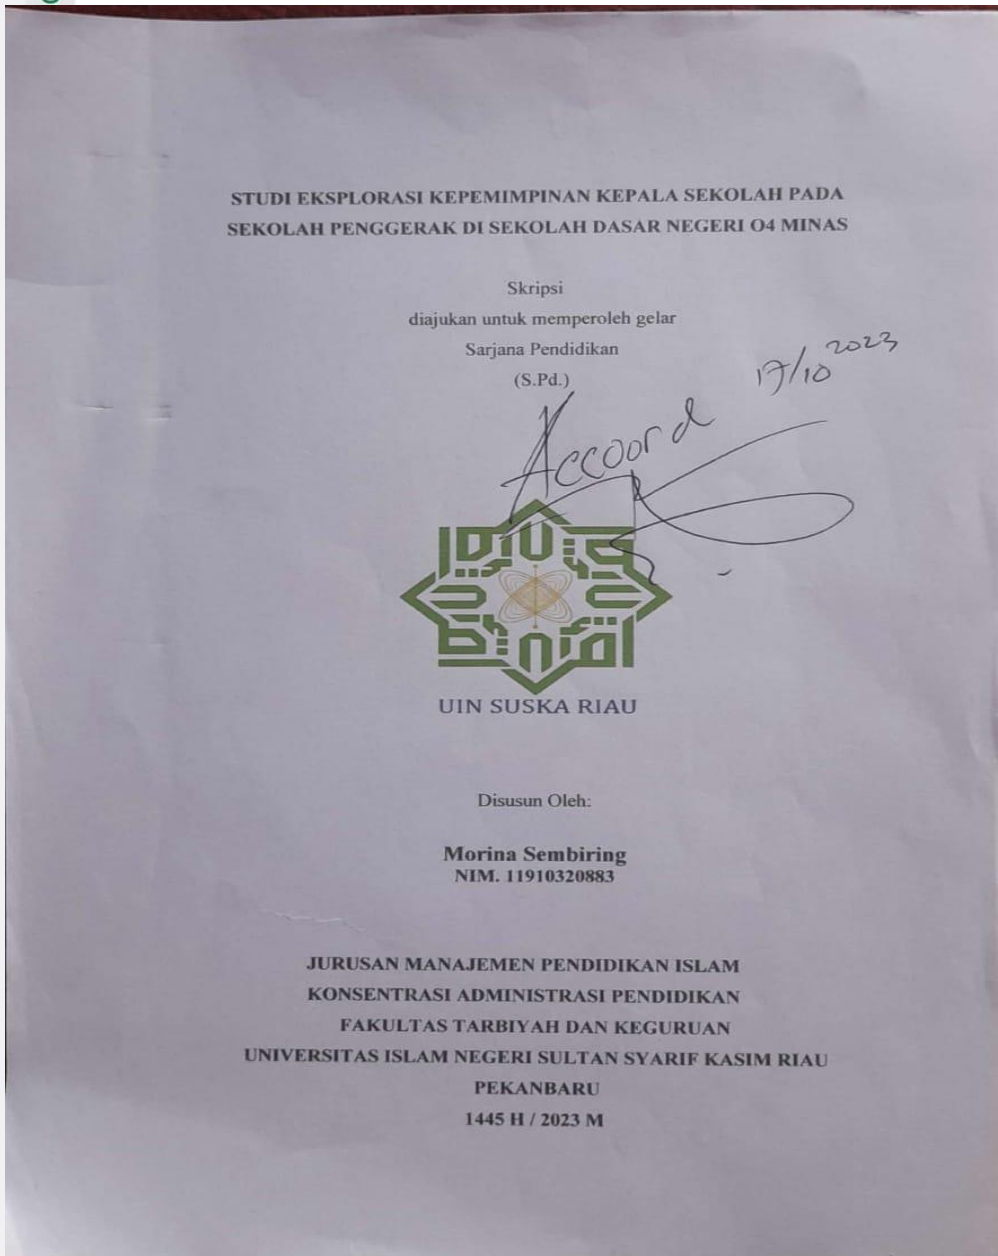 STUDI EKSPLORASI KEPEMIMPINAN KEPALA SEKOLAH PADA
SEKOLAH PENGGERAK DI SEKOLAH DASAR NEGERI O4 MINAS
Skripsi
diajukan untuk memperoleh gelar
Sarjana Pendidikan
(S.Pd.)
17/10 2023
Accoord
UIN SUSKA RIAU
Disusun Oleh:
Morina Sembiring
NIM. 11910320883
JURUSAN MANAJEMEN PENDIDIKAN ISLAM
KONSENTRASI ADMINISTRASI PENDIDIKAN
FAKULTAS TARBIYAH DAN KEGURUAN
UNIVERSITAS ISLAM NEGERI SULTAN SYARIF KASIM RIAU
PEKANBARU
1445 H / 2023 M